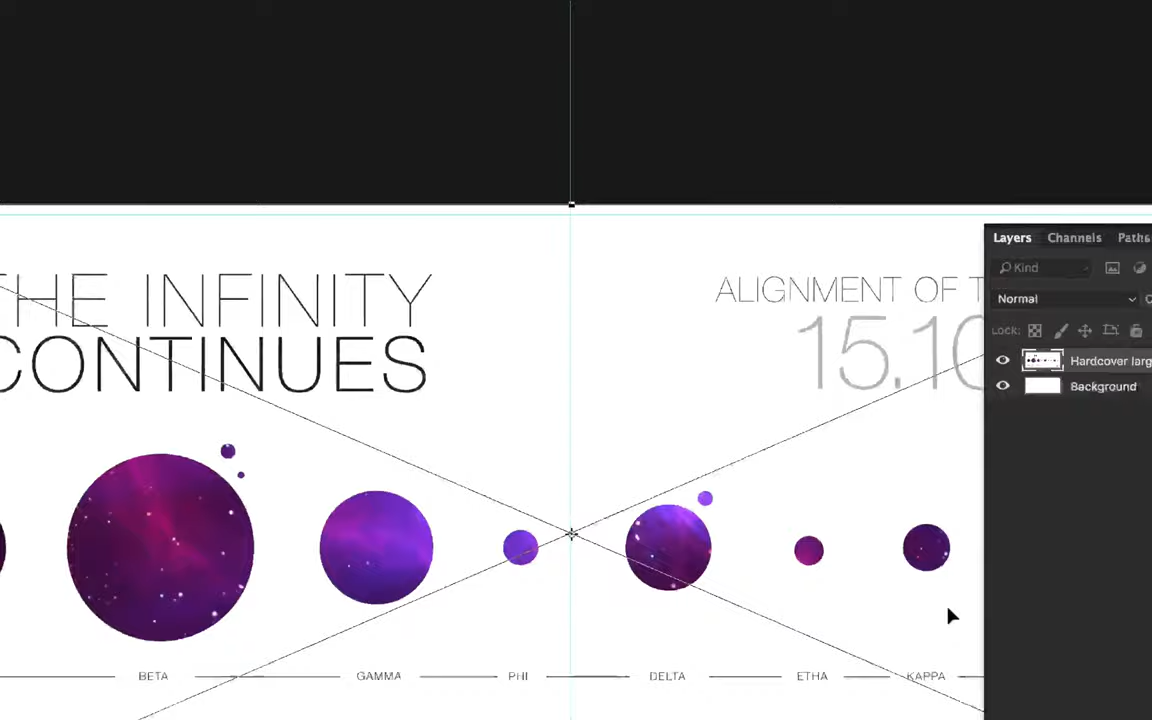 THE INFINITY
CONTINUES
ALIGNMENT OF T
15.10
BETA
GAMMA
PHI
DELTA
ETHA
KAPPA
Layers Channels Paths
Kind
Normal
Lock:
Hardcover larg
Background